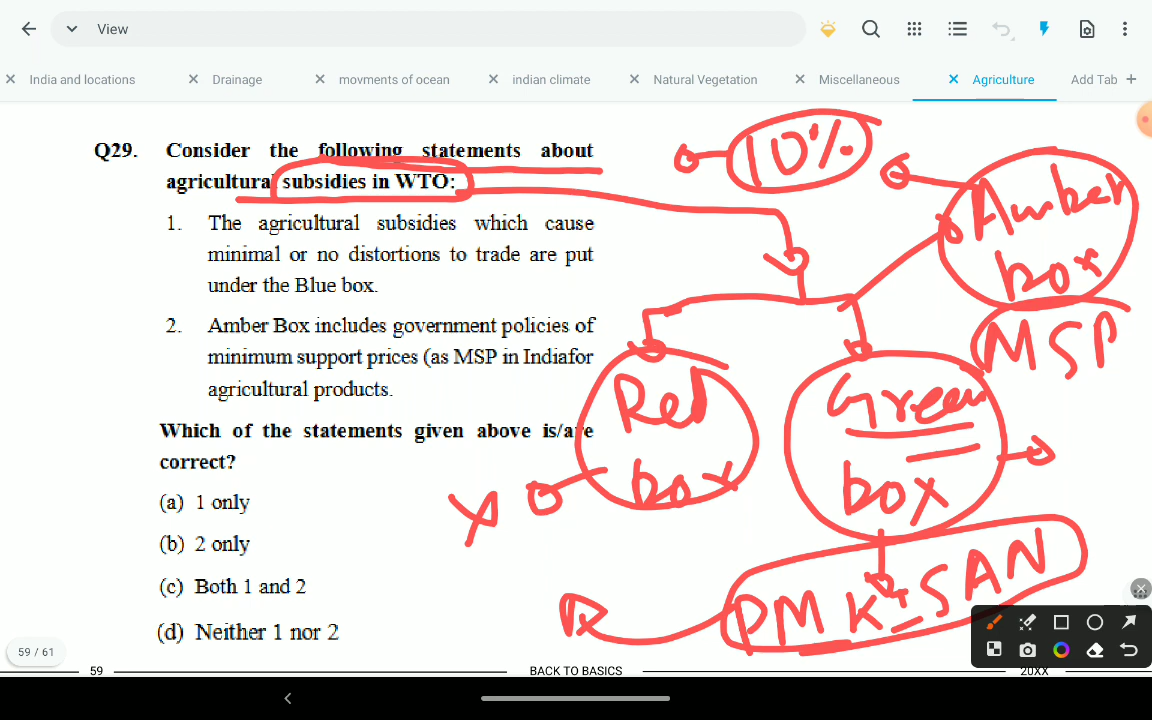 View
India and locations
Drainage
movments of ocean
indian climate
Natural Vegetation
Miscellaneous
Agriculture
Add Tab
Q29. Consider the following statements about
agricultural subsidies in WTO:
1. The agricultural subsidies which cause
minimal or no distortions to trade are put
under the Blue box.
2. Amber Box includes government policies of
minimum support prices (as MSP in Indiafor
agricultural products.
Which of the statements given above is/are
correct?
(a) 1 only
(b) 2 only
(c) Both 1 and 2
(d) Neither 1 nor 2
10%
Amber
box
MSP
Red
box
Green
box
PM KISAN
59 / 61
59
BACK TO BASICS
20XX